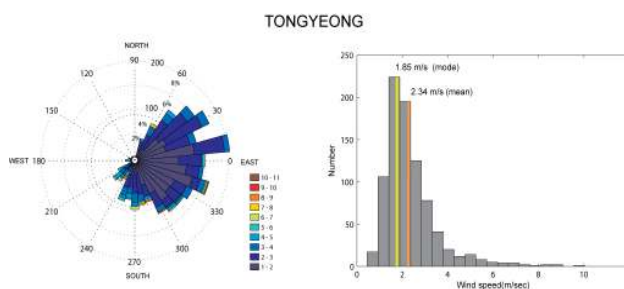 TONGYEONG
NORTH
90
200
120
60
8%
6%
100
150
30
4%
2%
WEST 180
0 EAST
210
330
240
300
270
SOUTH
10 - 11
9 - 10
8 - 9
7 - 8
6 - 7
5 - 6
4 - 5
3 - 4
2 - 3
1 - 2
250
200
150
100
50
0
Number
1.85 m/s (mode)
2.34 m/s (mean)
0 2 4 6 8 10 12
Wind speed(m/sec)